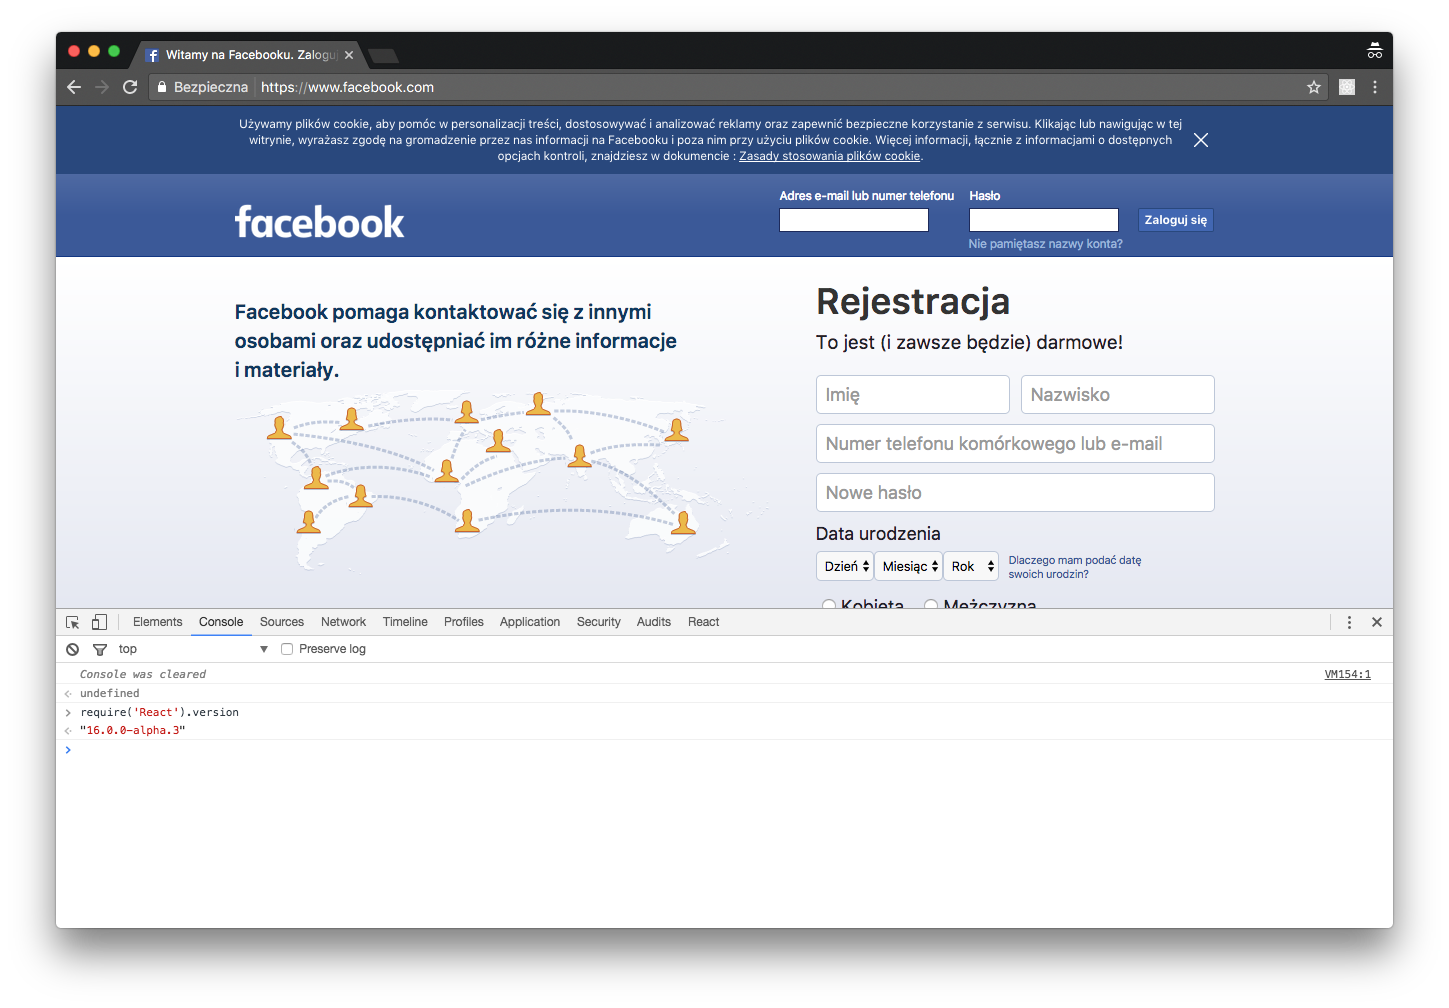 Witamy na Facebooku. Zaloguj
Bezpieczna
https://www.facebook.com
Używamy plików cookie, aby pomóc w personalizacji treści, dostosowywać i analizować reklamy oraz zapewnić bezpieczne korzystanie z serwisu. Klikając lub nawigując w tej
witrynie, wyrażasz zgodę na gromadzenie przez nas informacji na Facebooku i poza nim przy użyciu plików cookie. Więcej informacji, łącznie z informacjami o dostępnych
opcjach kontroli, znajdziesz w dokumencie : Zasady stosowania plików cookie.
facebook
Adres e-mail lub numer telefonu
Hasło
Zaloguj się
Nie pamiętasz nazwy konta?
Facebook pomaga kontaktować się z innymi
osobami oraz udostępniać im różne informacje
i materiały.
Rejestracja
To jest (i zawsze będzie) darmowe!
Imię
Nazwisko
Numer telefonu komórkowego lub e-mail
Nowe hasło
Data urodzenia
Dzień
Miesiąc
Rok
Dlaczego mam podać datę
swoich urodzin?
Kobieta
Mężczyzna
Elements Console Sources Network Timeline Profiles Application Security Audits React
top
Preserve log
Console was cleared
VM154:1
undefined
require('React').version
"16.0.0-alpha.3"